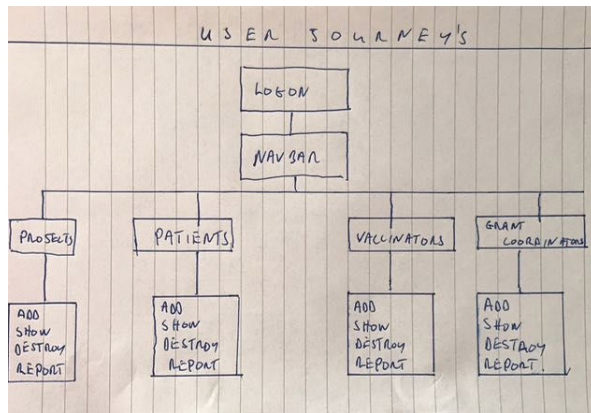 USER JOURNEY'S
LOGON
NAVBAR
PROJECTS
PATIENTS
VACCINATORS
GRANT
COORDINATORS
ADD
SHOW
DESTROY
REPORT
ADD
SHOW
DESTROY
REPORT
ADD
SHOW
DESTROY
REPORT
ADD
SHOW
DESTROY
REPORT.